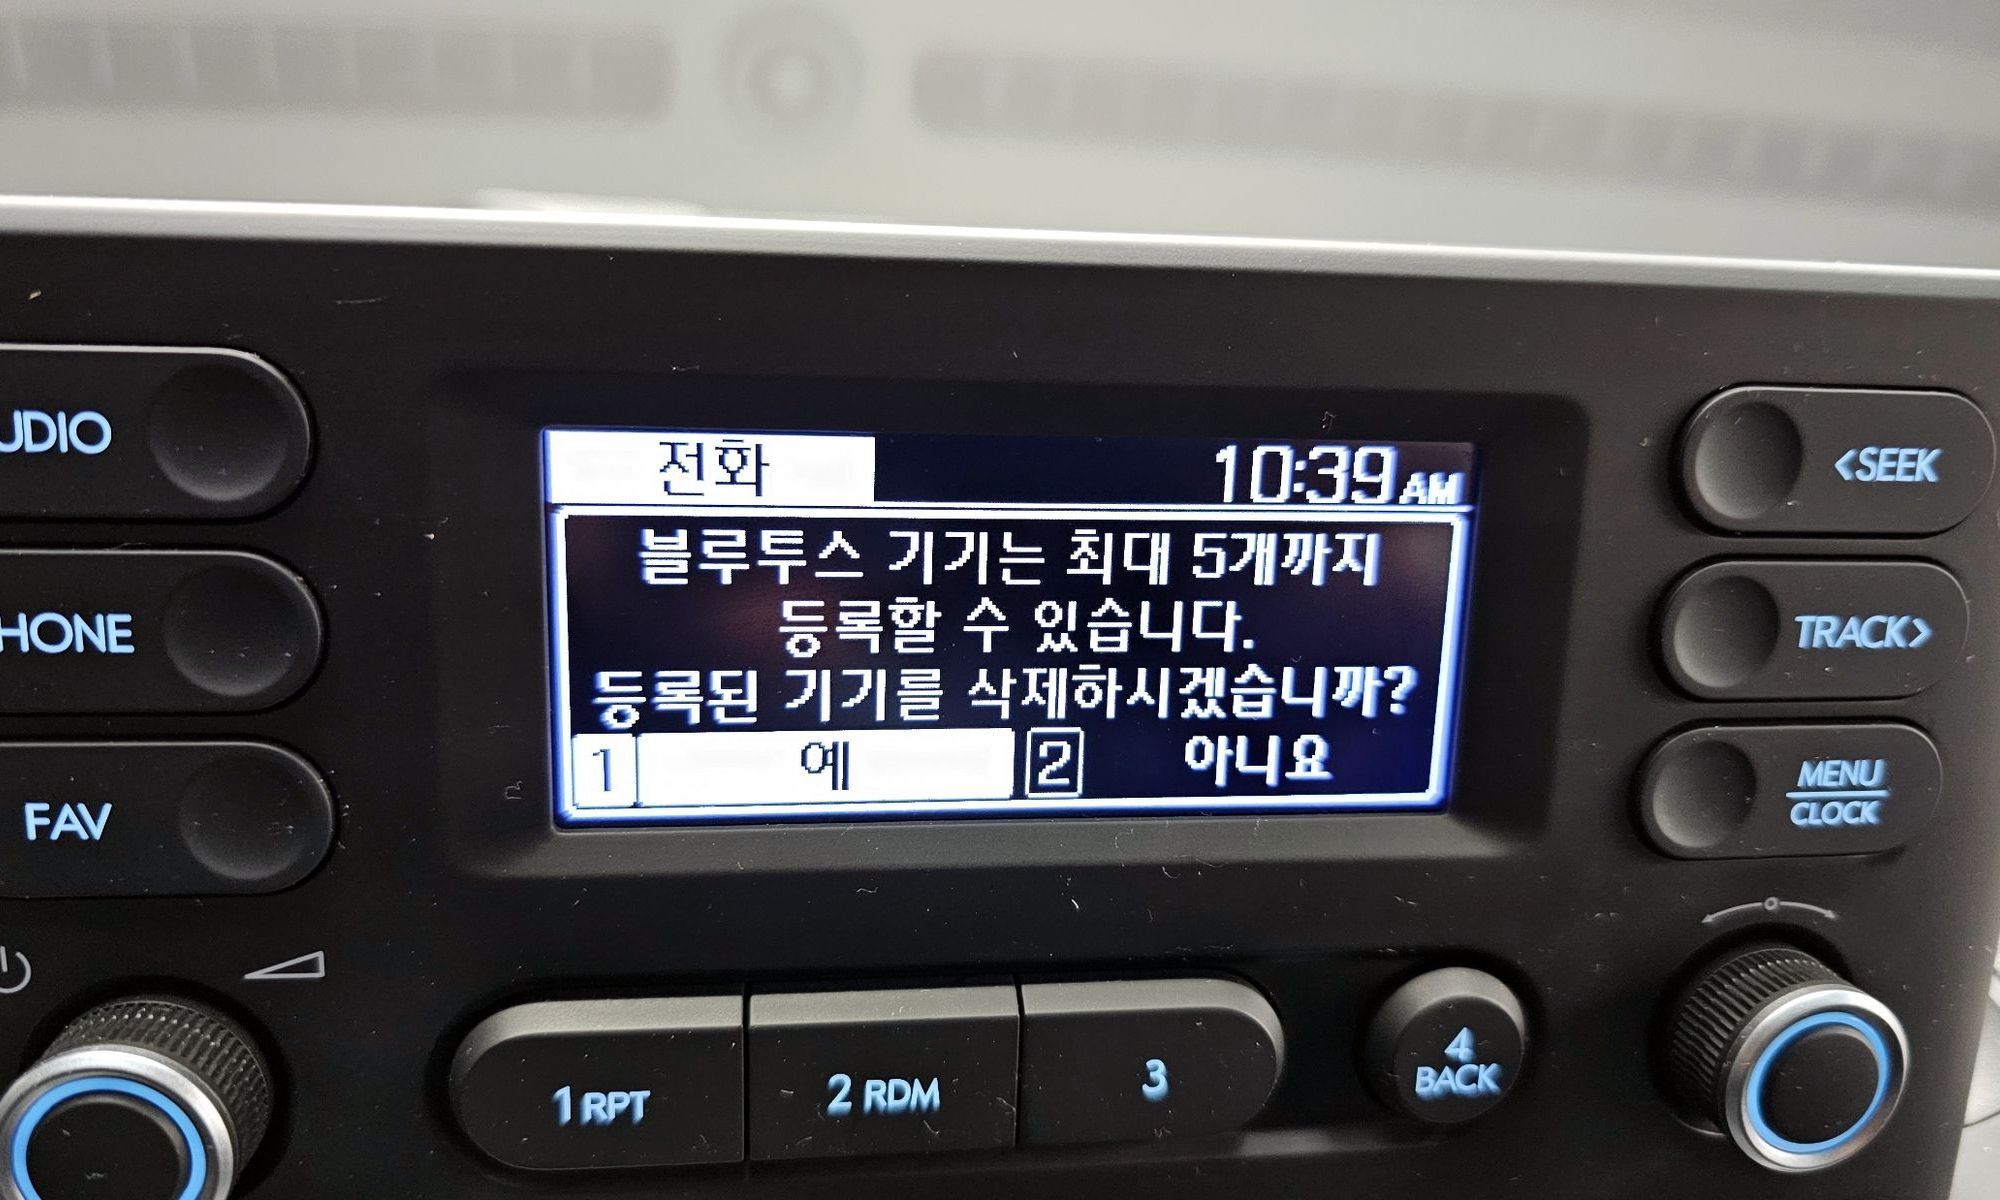 전화 10:39 AM
블루투스 기기는 최대 5개까지
등록할 수 있습니다.
등록된 기기를 삭제하시겠습니까?
1 예 2 아니요
UDIO
HONE
FAV
<SEEK
TRACK>
MENU
CLOCK
1 RPT
2 RDM
3
4
BACK